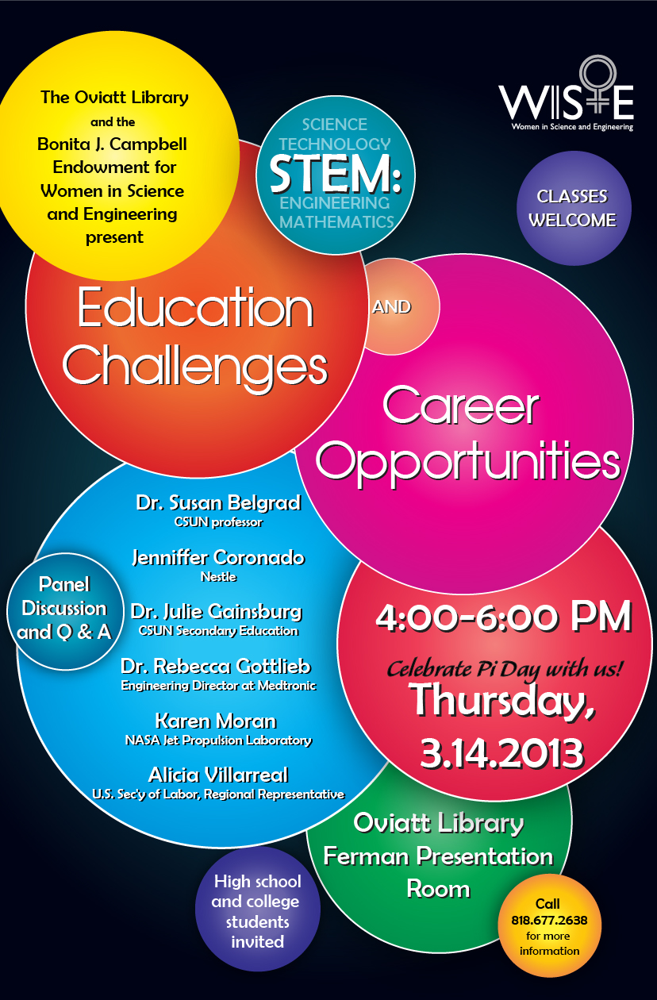 The Oviatt Library
and the
Bonita J. Campbell
Endowment for
Women in Science
and Engineering
present
SCIENCE
TECHNOLOGY
STEM:
ENGINEERING
MATHEMATICS
WISE
Women in Science and Engineering
CLASSES
WELCOME
Education
Challenges
AND
Career
Opportunities
Dr. Susan Belgrad
CSUN professor
Jenniffer Coronado
Nestle
Dr. Julie Gainsburg
CSUN Secondary Education
Dr. Rebecca Gottlieb
Engineering Director at Medtronic
Karen Moran
NASA Jet Propulsion Laboratory
Alicia Villarreal
U.S. Sec'y of Labor, Regional Representative
Panel
Discussion
and Q & A
4:00-6:00 PM
Celebrate Pi Day with us!
Thursday,
3.14.2013
Oviatt Library
Ferman Presentation
Room
High school
and college
students
invited
Call
818.677.2638
for more
information